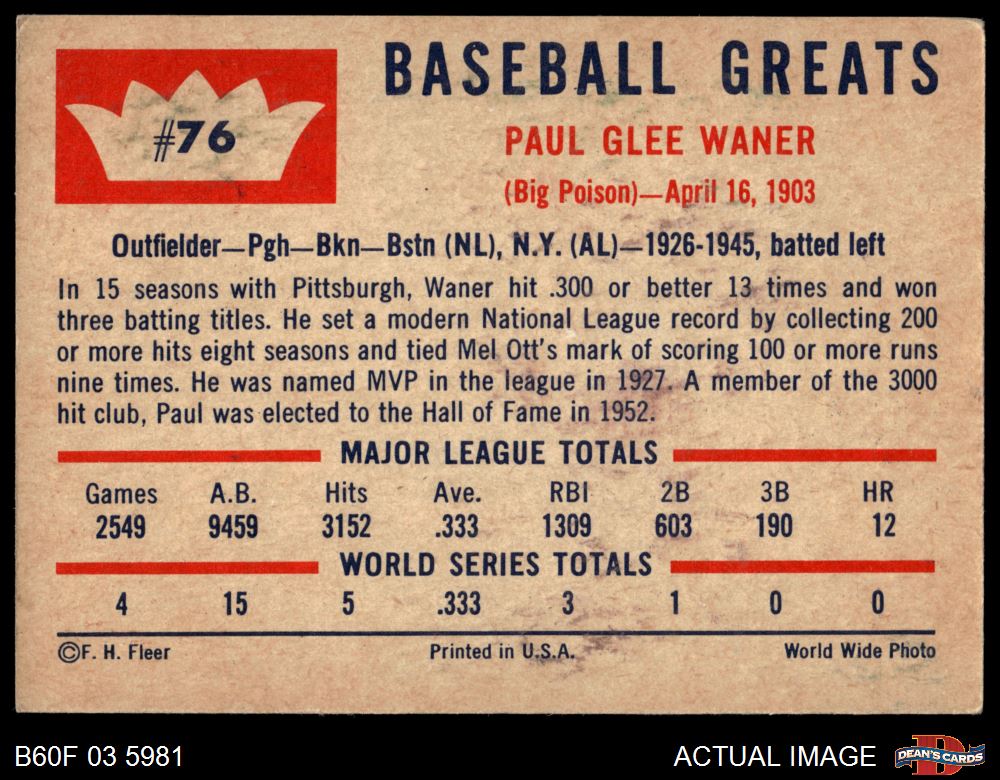 BASEBALL GREATS
#76
PAUL GLEE WANER
(Big Poison)—April 16, 1903
Outfielder—Pgh—Bkn—Bstn (NL), N.Y. (AL)—1926-1945, batted left
In 15 seasons with Pittsburgh, Waner hit .300 or better 13 times and won
three batting titles. He set a modern National League record by collecting 200
or more hits eight seasons and tied Mel Ott's mark of scoring 100 or more runs
nine times. He was named MVP in the league in 1927. A member of the 3000
hit club, Paul was elected to the Hall of Fame in 1952.
MAJOR LEAGUE TOTALS
Games A.B. Hits Ave. RBI 2B 3B HR
2549 9459 3152 .333 1309 603 190 12
WORLD SERIES TOTALS
4 15 5 .333 3 1 0 0
©F. H. Fleer Printed in U.S.A. World Wide Photo
B60F 03 5981 ACTUAL IMAGE DEAN'S CARDS